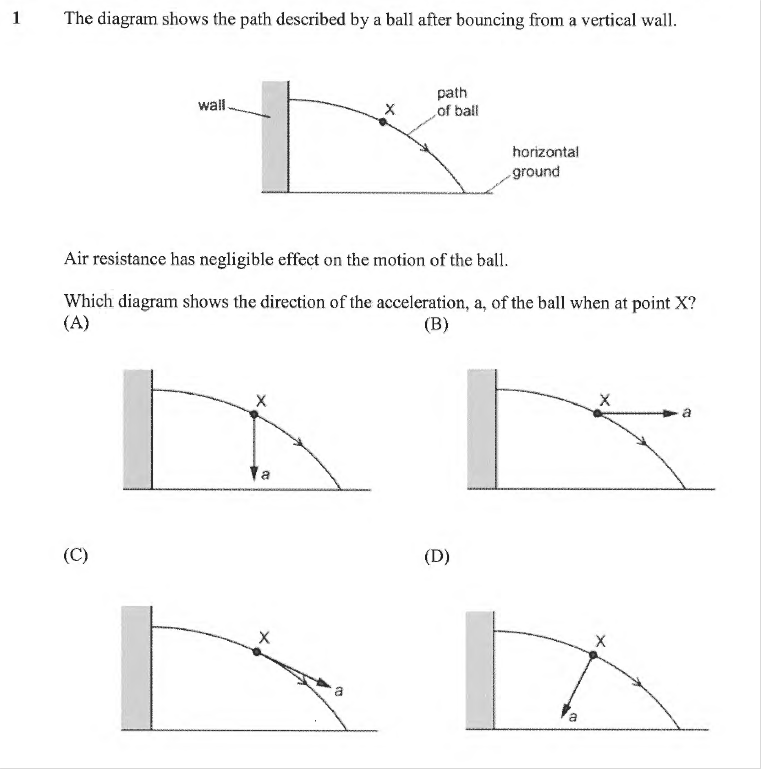 1 The diagram shows the path described by a ball after bouncing from a vertical wall.
wall
X
path
of ball
horizontal
ground
Air resistance has negligible effect on the motion of the ball.
Which diagram shows the direction of the acceleration, a, of the ball when at point X?
(A) (B)
X
a
X
a
(C) (D)
X
a
X
a